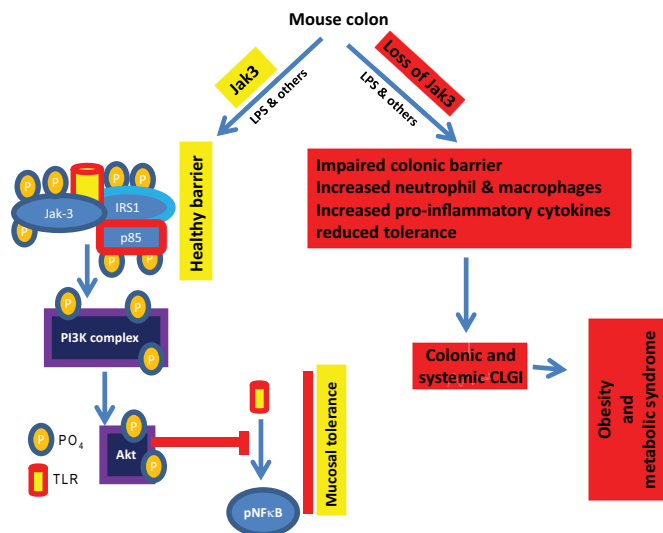 Mouse colon
Jak3
LPS & others
Loss of Jak3
LPS & others
P
P
P
P
P
Jak-3
IRS1
p85
P
P
Healthy barrier
Impaired colonic barrier
Increased neutrophil & macrophages
Increased pro-inflammatory cytokines
reduced tolerance
P
P
PI3K complex
P
Colonic and
systemic CLGI
Obesity
and
metabolic syndrome
P
PO4
TLR
P
Akt
P
pNFκB
Mucosal tolerance